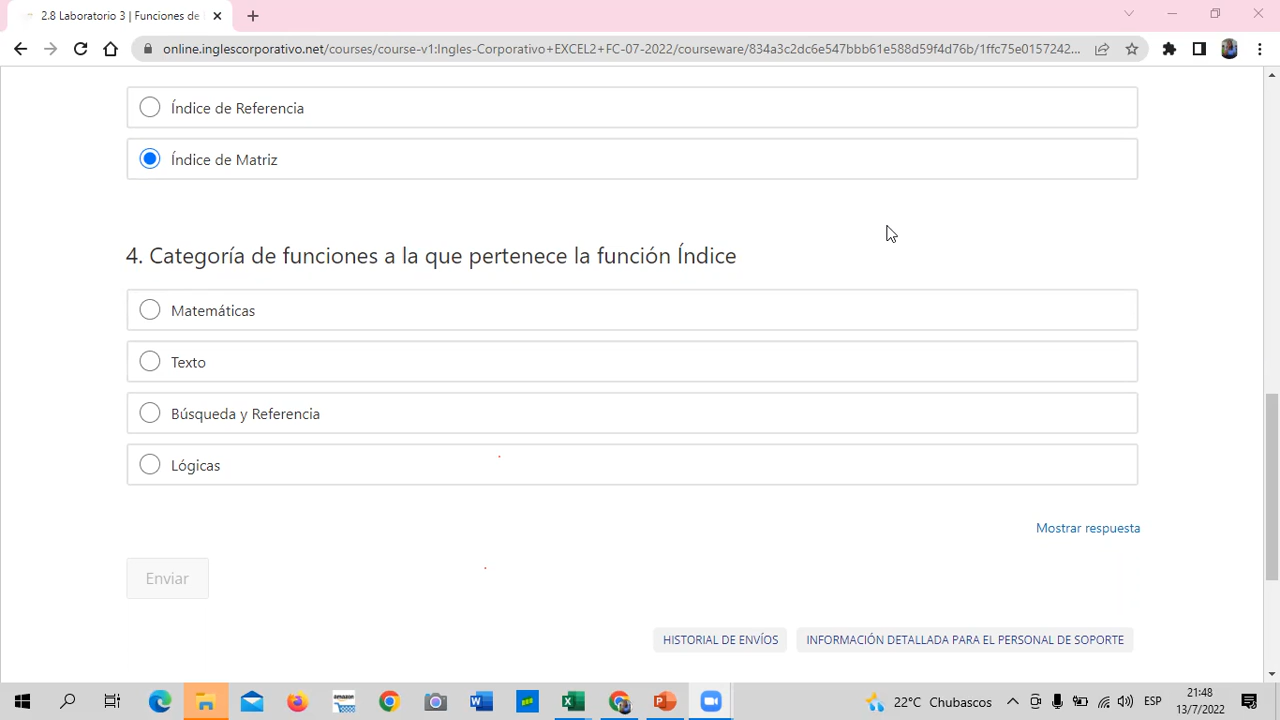 2.8 Laboratorio 3 | Funciones de
online.inglescorporativo.net/courses/course-v1:Ingles-Corporativo+EXCEL2+FC-07-2022/courseware/834a3c2dc6e547bbb61e588d59f4d76b/1ffc75e0157242...
Índice de Referencia
Índice de Matriz
4. Categoría de funciones a la que pertenece la función Índice
Matemáticas
Texto
Búsqueda y Referencia
Lógicas
Mostrar respuesta
Enviar
HISTORIAL DE ENVÍOS
INFORMACIÓN DETALLADA PARA EL PERSONAL DE SOPORTE
22°C Chubascos
ESP
21:48
13/7/2022